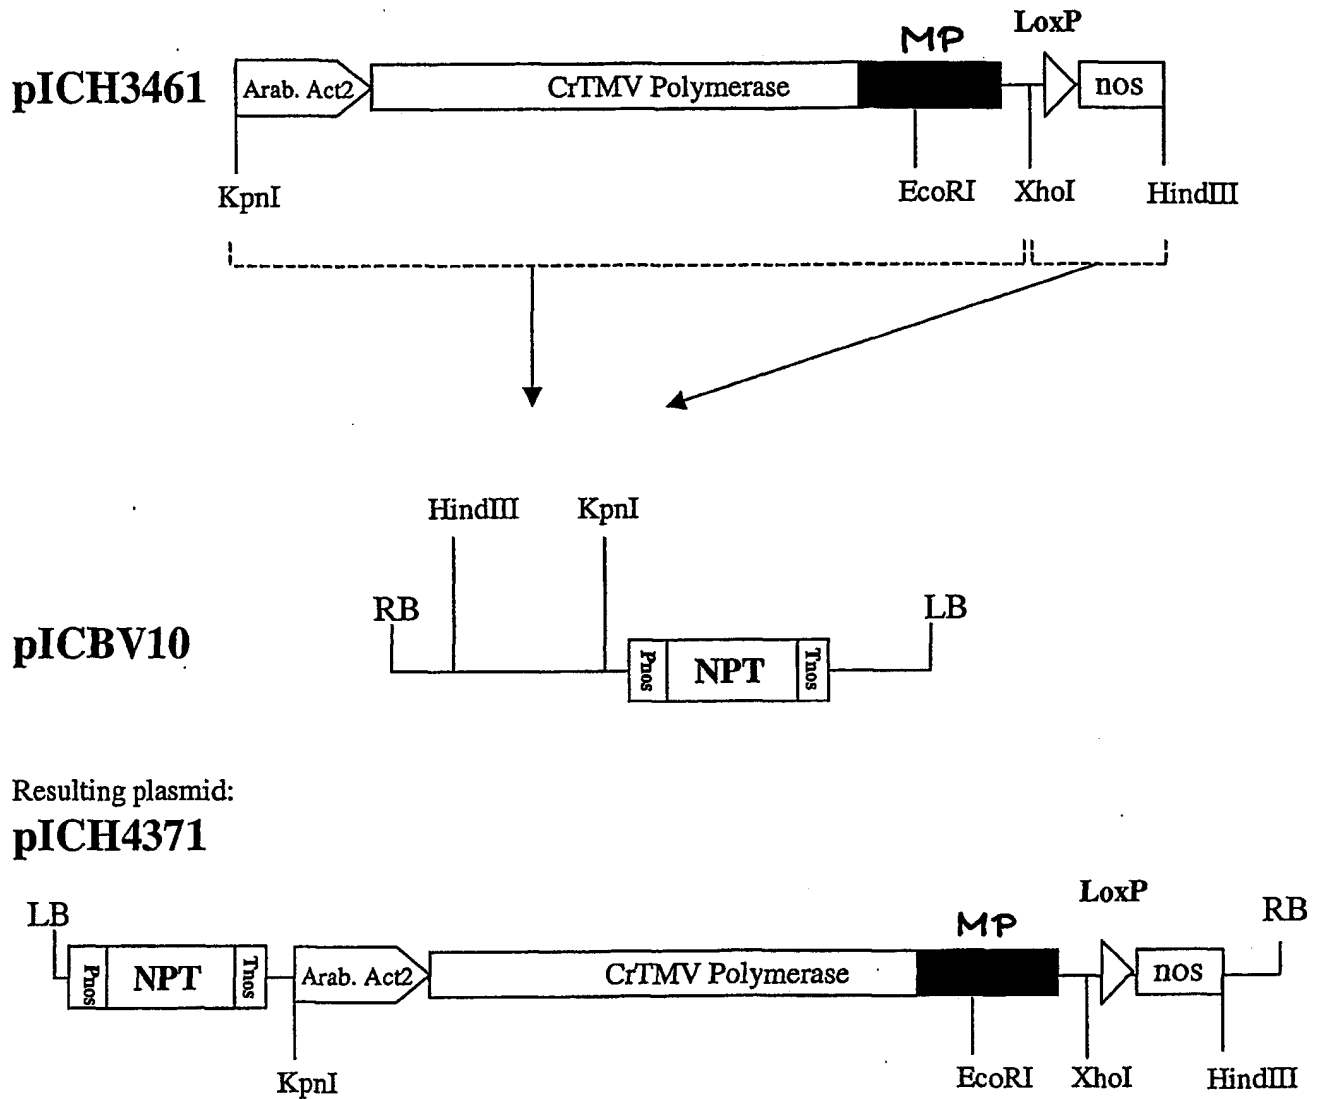 LoxP
MP
pICH3461
Arab. Act2
CrTMV Polymerase
nos
KpnI
EcoRI
XhoI
HindIII
HindIII
KpnI
RB
LB
pICBV10
Pnos
NPT
Tnos
Resulting plasmid:
pICH4371
LoxP
LB
MP
RB
Pnos
NPT
Tnos
Arab. Act2
CrTMV Polymerase
nos
KpnI
EcoRI
XhoI
HindIII